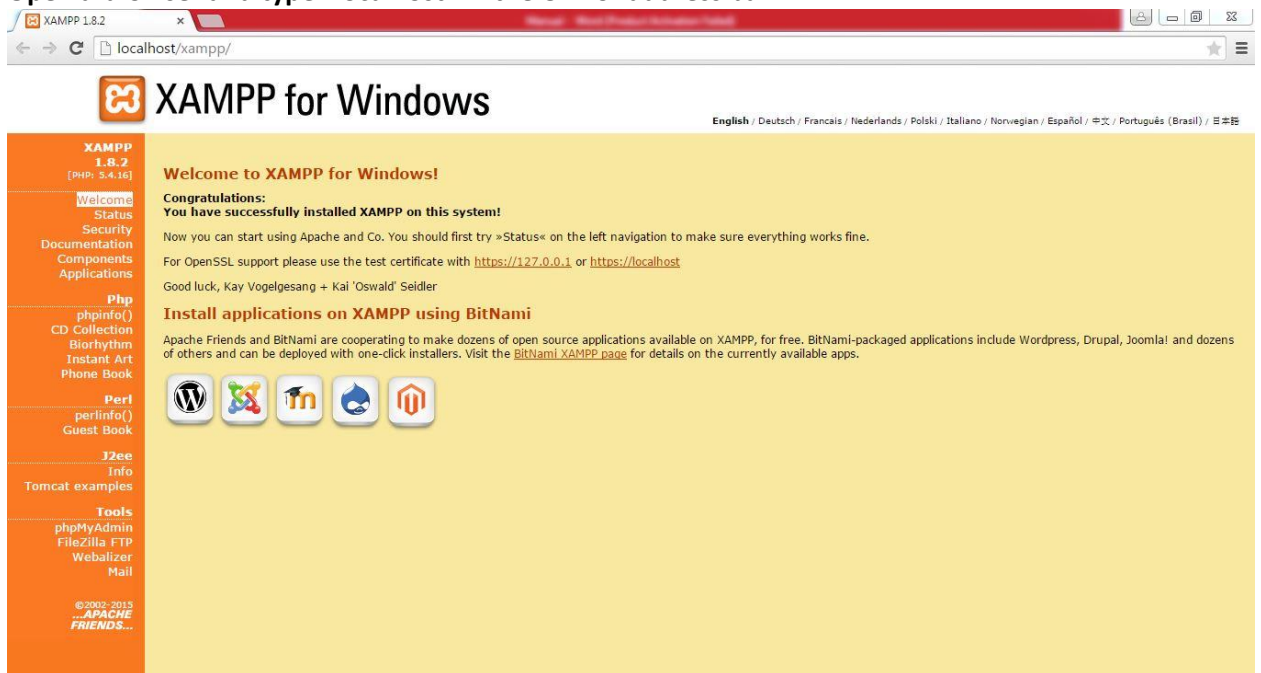 XAMPP 1.8.2
localhost/xampp/
XAMPP for Windows
English / Deutsch / Francais / Nederlands / Polski / Italiano / Norwegian / Español / 中文 / Português (Brasil) / 日本語
XAMPP
1.8.2
[PHP: 5.4.16]
Welcome
Status
Security
Documentation
Components
Applications
Php
phpinfo()
CD Collection
Biorhythm
Instant Art
Phone Book
Perl
perlinfo()
Guest Book
J2ee
Info
Tomcat examples
Tools
phpMyAdmin
FileZilla FTP
Webalizer
Mail
©2002-2015
...APACHE
FRIENDS...
Welcome to XAMPP for Windows!
Congratulations:
You have successfully installed XAMPP on this system!
Now you can start using Apache and Co. You should first try »Status« on the left navigation to make sure everything works fine.
For OpenSSL support please use the test certificate with https://127.0.0.1 or https://localhost
Good luck, Kay Vogelgesang + Kai 'Oswald' Seidler
Install applications on XAMPP using BitNami
Apache Friends and BitNami are cooperating to make dozens of open source applications available on XAMPP, for free. BitNami-packaged applications include Wordpress, Drupal, Joomla! and dozens
of others and can be deployed with one-click installers. Visit the BitNami XAMPP page for details on the currently available apps.